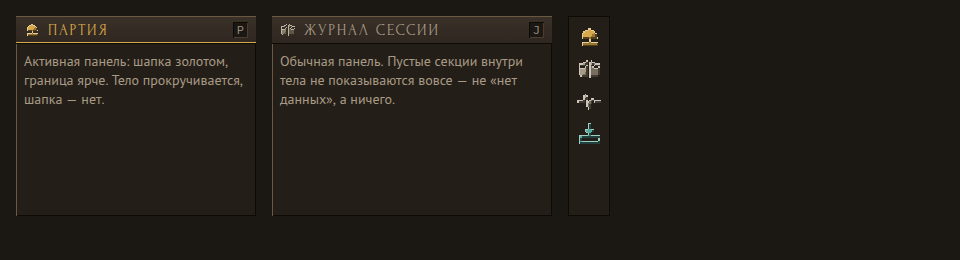 ПАРТИЯ P
Активная панель: шапка золотом,
граница ярче. Тело прокручивается,
шапка — нет.
ЖУРНАЛ СЕССИИ J
Обычная панель. Пустые секции внутри
тела не показываются вовсе — не «нет
данных», а ничего.